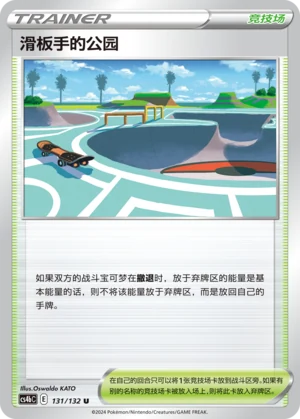 TRAINER
竞技场
滑板手的公园
如果双方的战斗宝可梦在撤退时，放于弃牌区的能量是基
本能量的话，则不将该能量放于弃牌区，而是放回自己的
手牌。
Illus.Oswaldo KATO
CS4bC E 131/132 U
在自己的回合只可以将1张竞技场卡放到战斗区旁。如果有
别的名称的竞技场卡被放入场上，则将此卡放入弃牌区。
©2024 Pokémon/Nintendo/Creatures/GAME FREAK.